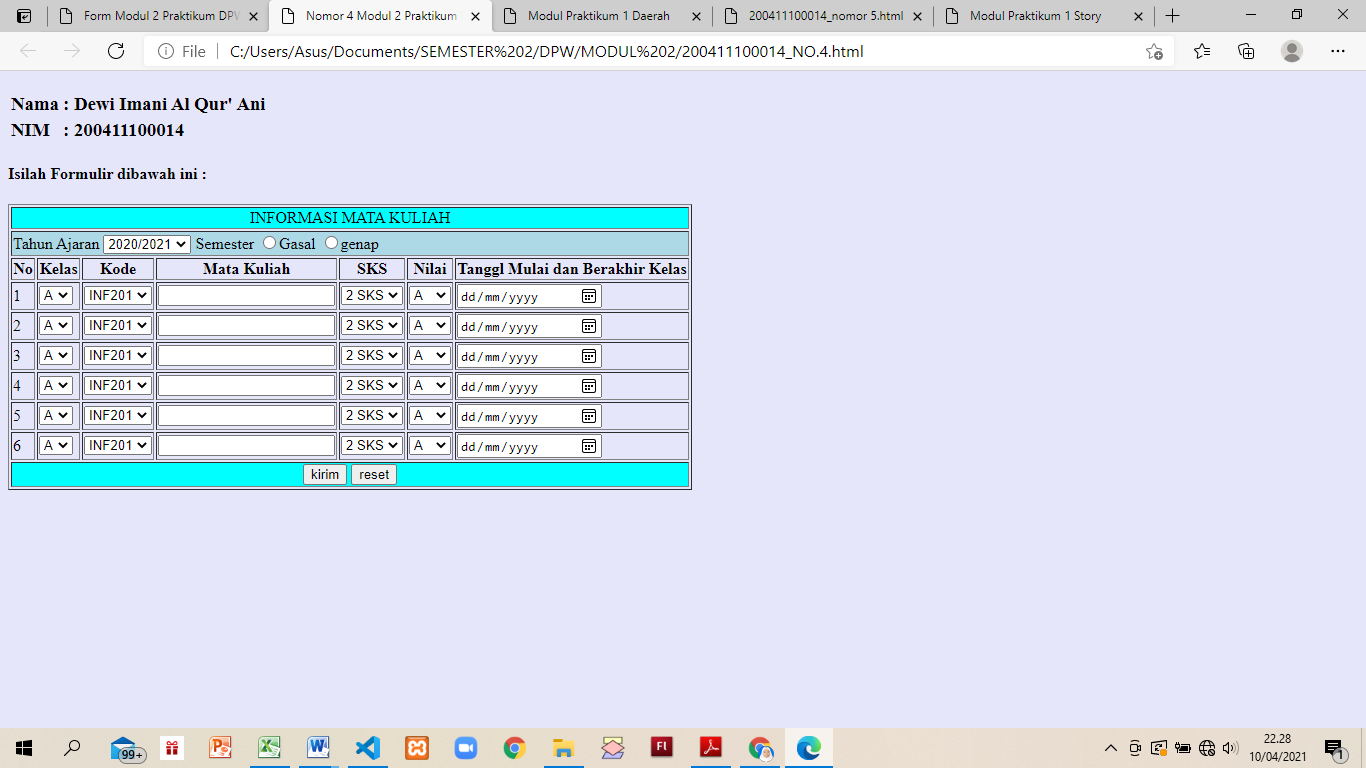 Form Modul 2 Praktikum DPW
Nomor 4 Modul 2 Praktikum
Modul Praktikum 1 Daerah
200411100014_nomor 5.html
Modul Praktikum 1 Story
File
C:/Users/Asus/Documents/SEMESTER%202/DPW/MODUL%202/200411100014_NO.4.html
Nama : Dewi Imani Al Qur' Ani
NIM : 200411100014
Isilah Formulir dibawah ini :
INFORMASI MATA KULIAH
Tahun Ajaran 2020/2021 Semester Gasal genap
No Kelas Kode Mata Kuliah SKS Nilai Tanggl Mulai dan Berakhir Kelas
1 A INF201 2 SKS A dd/mm/yyyy
2 A INF201 2 SKS A dd/mm/yyyy
3 A INF201 2 SKS A dd/mm/yyyy
4 A INF201 2 SKS A dd/mm/yyyy
5 A INF201 2 SKS A dd/mm/yyyy
6 A INF201 2 SKS A dd/mm/yyyy
kirim reset
99+
Fl
22.28
10/04/2021
1